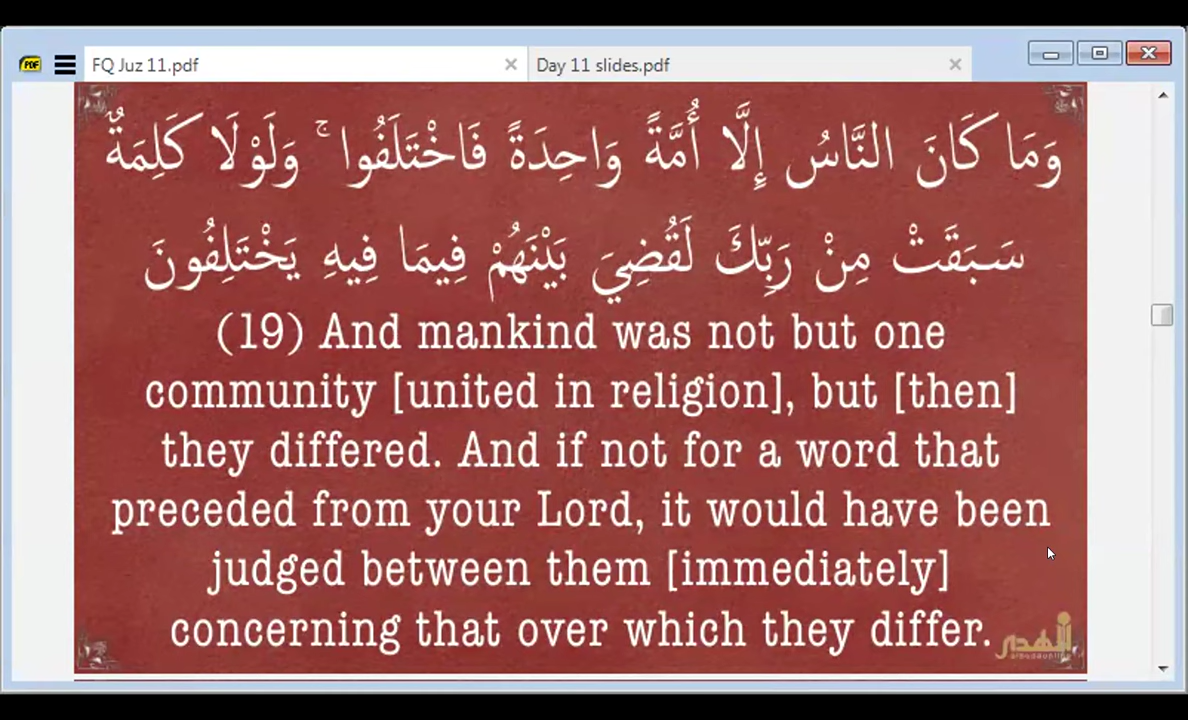 FQ Juz 11.pdf
Day 11 slides.pdf
وَمَا كَانَ النَّاسُ إِلَّا أُمَّةً وَاحِدَةً فَاخْتَلَفُوا ۚ وَلَوْلَا كَلِمَةٌ
سَبَقَتْ مِنْ رَبِّكَ لَقُضِيَ بَيْنَهُمْ فِيمَا فِيهِ يَخْتَلِفُونَ
(19) And mankind was not but one
community [united in religion], but [then]
they differed. And if not for a word that
preceded from your Lord, it would have been
judged between them [immediately]
concerning that over which they differ.
الهدى